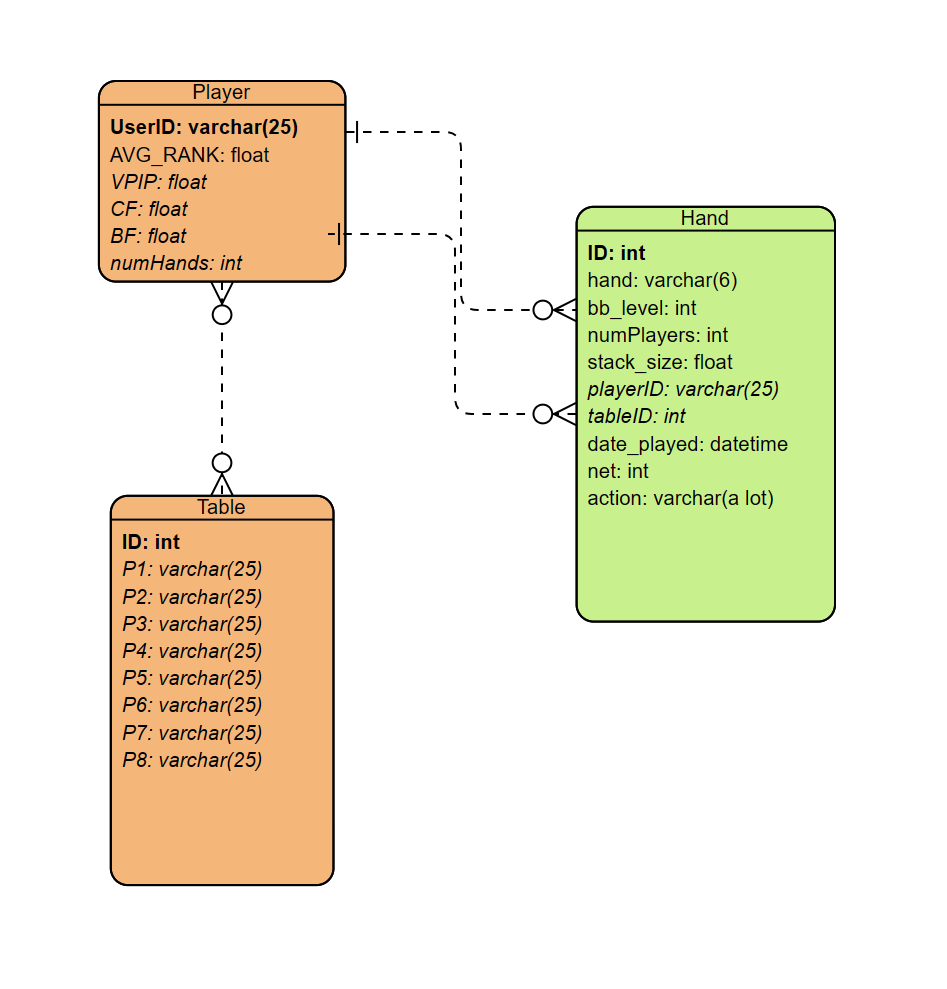 Player
UserID: varchar(25)
AVG_RANK: float
VPIP: float
CF: float
BF: float
numHands: int
Hand
ID: int
hand: varchar(6)
bb_level: int
numPlayers: int
stack_size: float
playerID: varchar(25)
tableID: int
date_played: datetime
net: int
action: varchar(a lot)
Table
ID: int
P1: varchar(25)
P2: varchar(25)
P3: varchar(25)
P4: varchar(25)
P5: varchar(25)
P6: varchar(25)
P7: varchar(25)
P8: varchar(25)